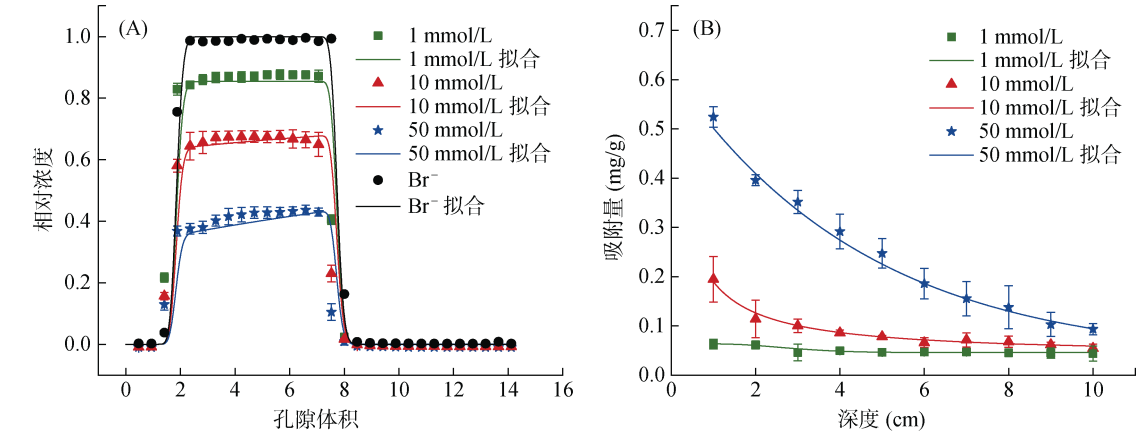 (A)
1 mmol/L
1 mmol/L 拟合
10 mmol/L
10 mmol/L 拟合
50 mmol/L
50 mmol/L 拟合
Br⁻
Br⁻ 拟合
相对浓度
1.0
0.8
0.6
0.4
0.2
0.0
0 2 4 6 8 10 12 14 16
孔隙体积
(B)
1 mmol/L
1 mmol/L 拟合
10 mmol/L
10 mmol/L 拟合
50 mmol/L
50 mmol/L 拟合
吸附量 (mg/g)
0.7
0.6
0.5
0.4
0.3
0.2
0.1
0.0
0 2 4 6 8 10
深度 (cm)